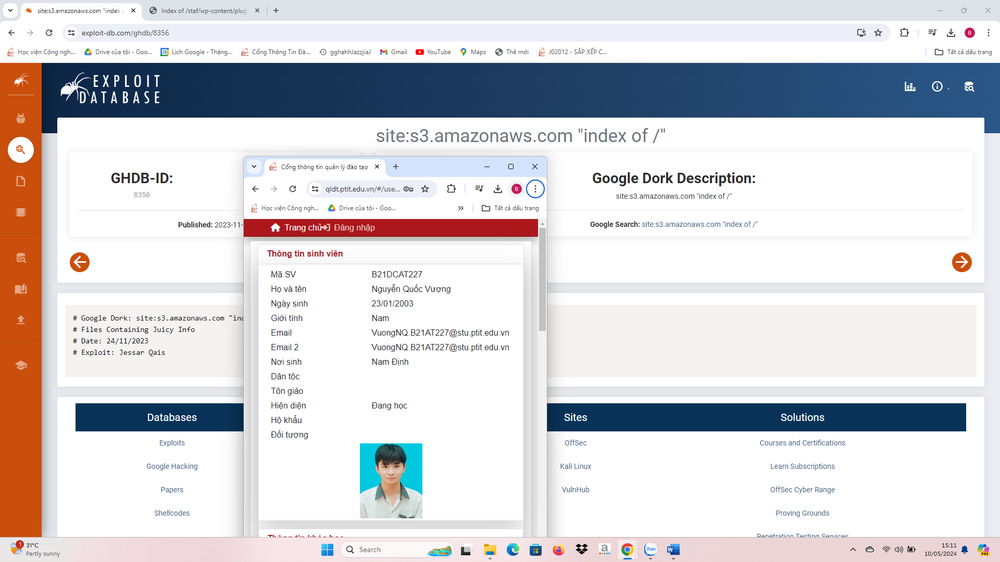 site:s3.amazonaws.com "index o
Index of /staf/wp-content/plugi
exploit-db.com/ghdb/8356
B
Học viện Công ngh...
Drive của tôi - Goo...
28
Lịch Google - Tháng...
Cổng Thông Tin Đà...
gghạhhJazzjiaJ
Gmail
YouTube
Maps
Thẻ mới
J02012 - SẮP XẾP C...
Tất cả dấu trang
EXPLOIT
DATABASE
site:s3.amazonaws.com "index of /"
GHDB-ID:
8356
Published: 2023-11-
Google Dork Description:
site:s3.amazonaws.com "index of /"
Google Search: site:s3.amazonaws.com "index of /"
# Google Dork: site:s3.amazonaws.com "ind
# Files Containing Juicy Info
# Date: 24/11/2023
# Exploit: Jessar Qais
Cổng thông tin quản lý đào tạo
qldt.ptit.edu.vn/#/use...
B
Học viện Công ngh...
Drive của tôi - Goo...
Tất cả dấu trang
Trang chủ
Đăng nhập
Thông tin sinh viên
Mã SV B21DCAT227
Họ và tên Nguyễn Quốc Vượng
Ngày sinh 23/01/2003
Giới tính Nam
Email VuongNQ.B21AT227@stu.ptit.edu.vn
Email 2 VuongNQ.B21AT227@stu.ptit.edu.vn
Nơi sinh Nam Định
Dân tộc
Tôn giáo
Hiện diện Đang học
Hộ khẩu
Đối tượng
Thông tin khóa học
Databases
Exploits
Google Hacking
Papers
Shellcodes
Sites
OffSec
Kali Linux
VulnHub
Solutions
Courses and Certifications
Learn Subscriptions
OffSec Cyber Range
Proving Grounds
Penetration Testing Services
1
31°C
Partly sunny
Search
a
Zalo
W
15:11
10/05/2024
PRE